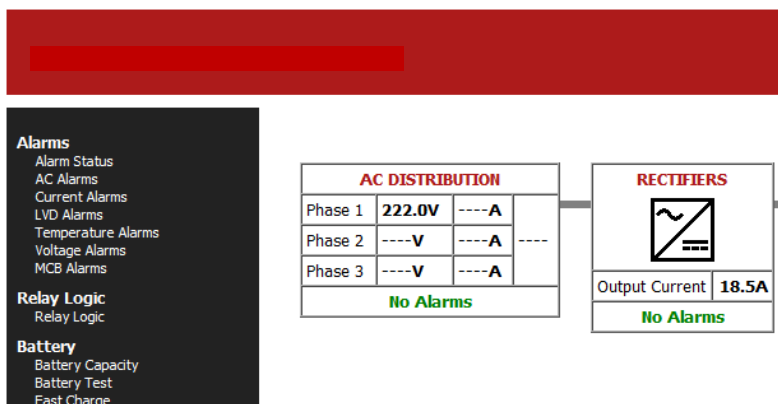 Alarms
Alarm Status
AC Alarms
Current Alarms
LVD Alarms
Temperature Alarms
Voltage Alarms
MCB Alarms
Relay Logic
Relay Logic
Battery
Battery Capacity
Battery Test
Fast Charge
AC DISTRIBUTION
Phase 1 222.0V ----A
Phase 2 ----V ----A ----
Phase 3 ----V ----A
No Alarms
RECTIFIERS
Output Current 18.5A
No Alarms